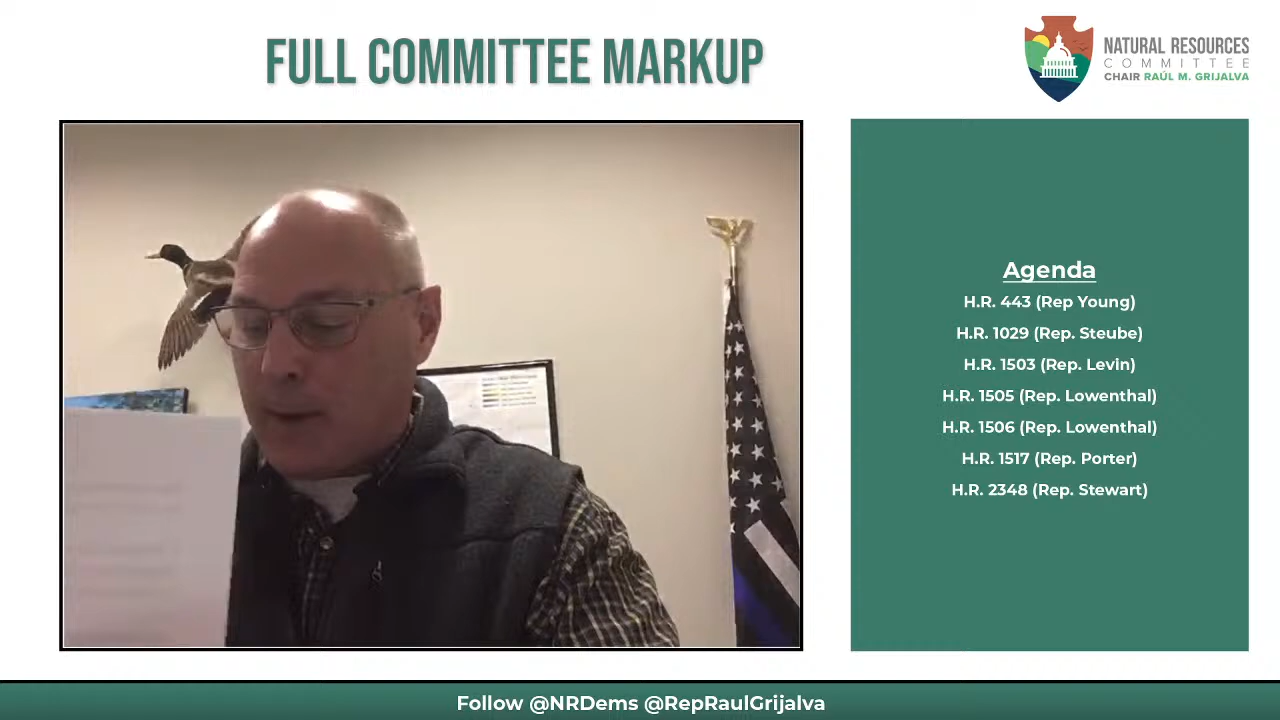 FULL COMMITTEE MARKUP
NATURAL RESOURCES
COMMITTEE
CHAIR RAÚL M. GRIJALVA
Agenda
H.R. 443 (Rep Young)
H.R. 1029 (Rep. Steube)
H.R. 1503 (Rep. Levin)
H.R. 1505 (Rep. Lowenthal)
H.R. 1506 (Rep. Lowenthal)
H.R. 1517 (Rep. Porter)
H.R. 2348 (Rep. Stewart)
Follow @NRDems @RepRaulGrijalva